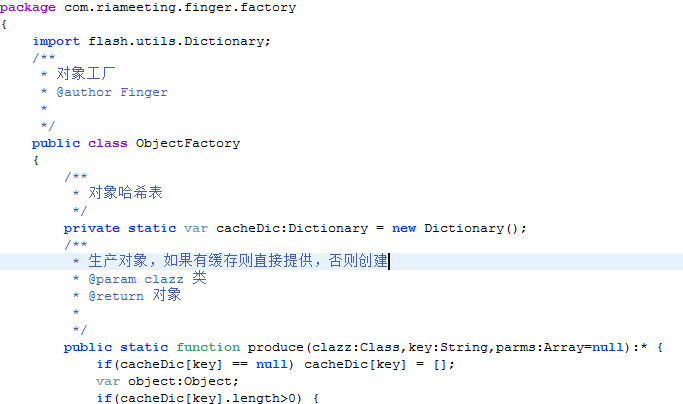 package com.riameeting.finger.factory
{
import flash.utils.Dictionary;
/**
* 对象工厂
* @author Finger
*
*/
public class ObjectFactory
{
/**
* 对象哈希表
*/
private static var cacheDic:Dictionary = new Dictionary();
/**
* 生产对象，如果有缓存则直接提供，否则创建
* @param clazz 类
* @return 对象
*
*/
public static function produce(clazz:Class,key:String,parms:Array=null):* {
if(cacheDic[key] == null) cacheDic[key] = [];
var object:Object;
if(cacheDic[key].length>0) {